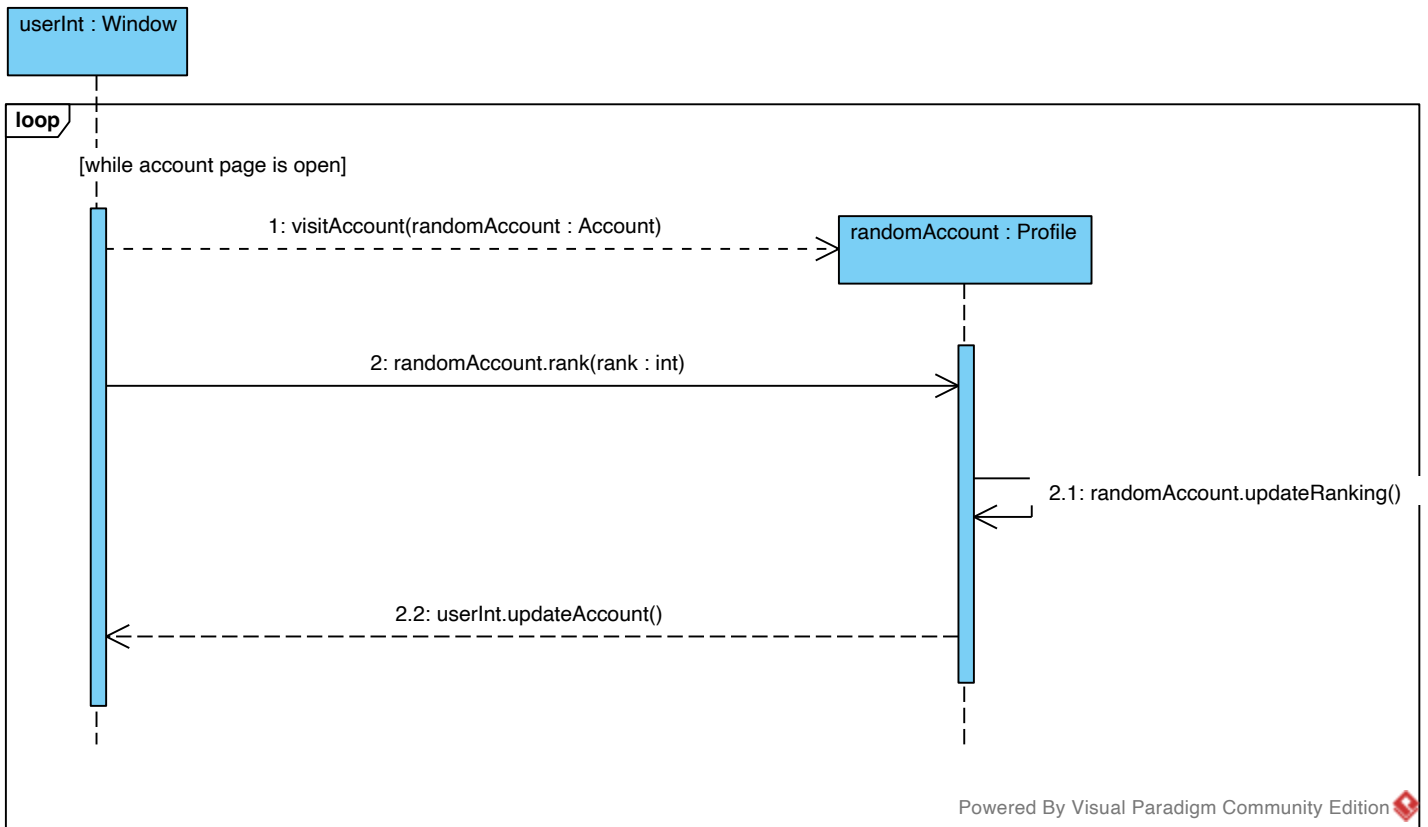 userInt : Window
loop
[while account page is open]
1: visitAccount(randomAccount : Account)
randomAccount : Profile
2: randomAccount.rank(rank : int)
2.1: randomAccount.updateRanking()
2.2: userInt.updateAccount()
Powered By Visual Paradigm Community Edition